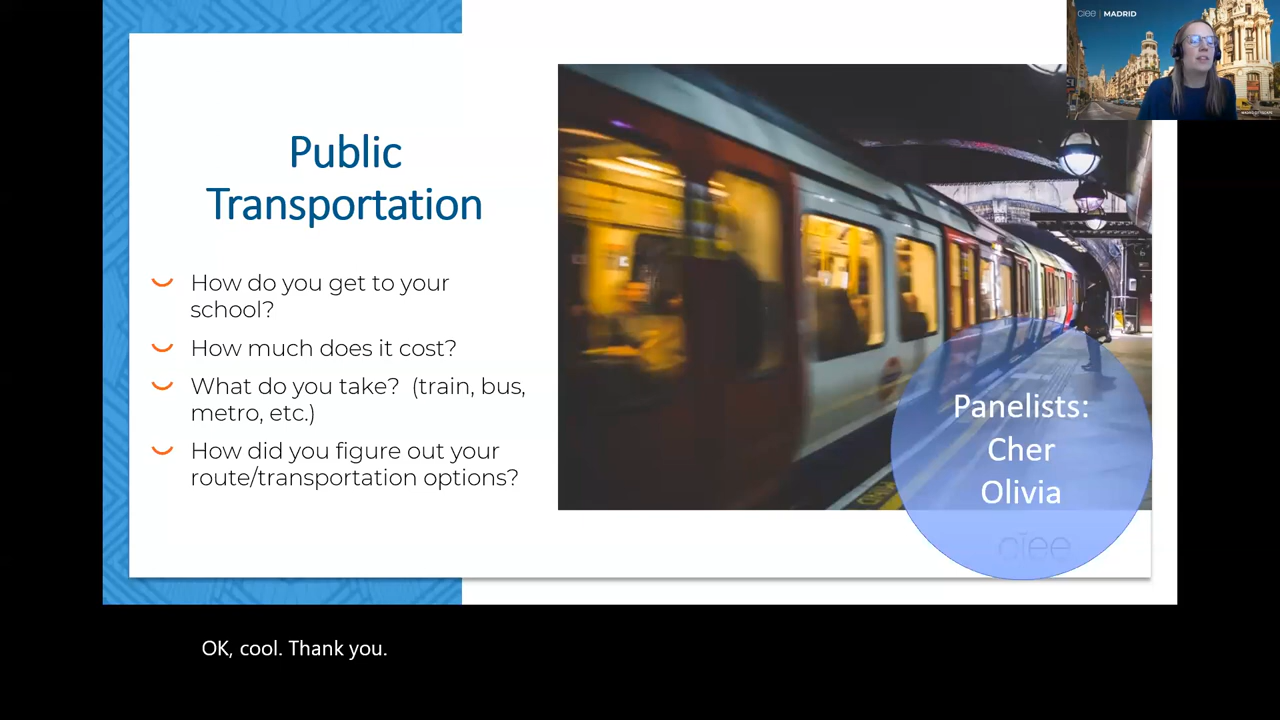 ciee | MADRID
Public
Transportation
How do you get to your
school?
How much does it cost?
What do you take?  (train, bus,
metro, etc.)
How did you figure out your
route/transportation options?
Panelists:
Cher
Olivia
ciee
OK, cool. Thank you.